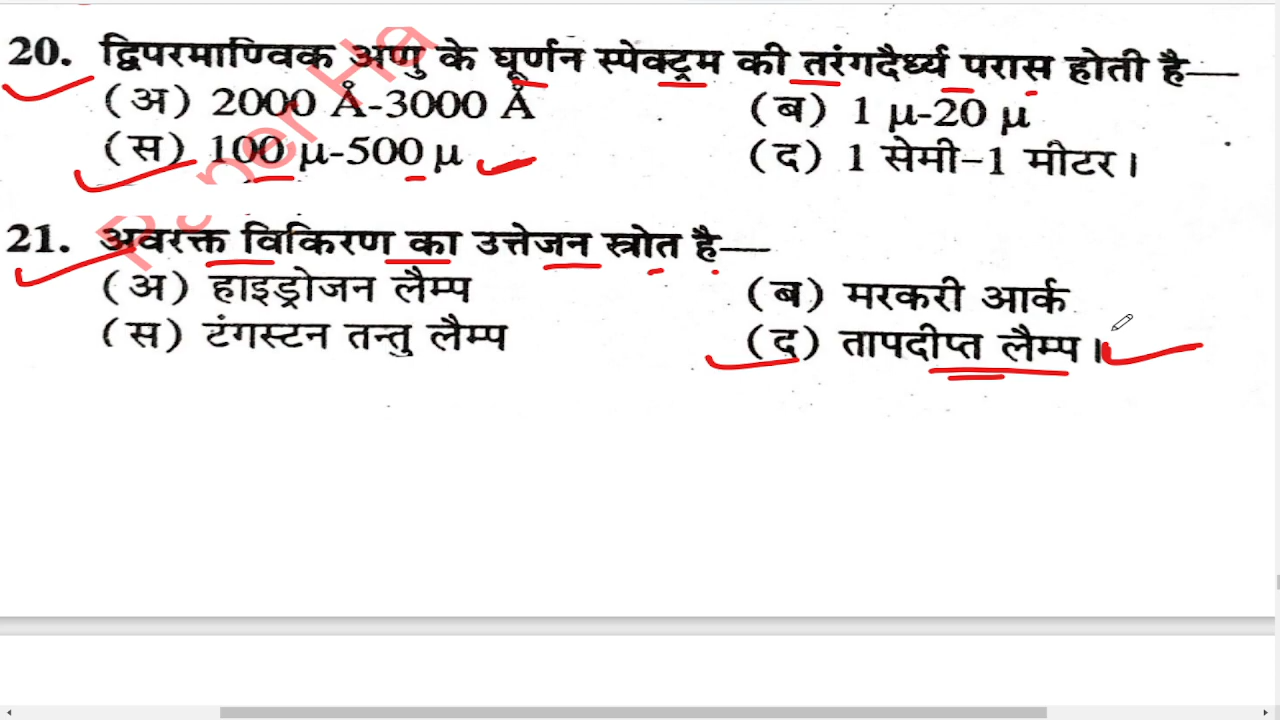 20. द्विपरमाण्विक अणु के घूर्णन स्पेक्ट्रम की तरंगदैर्ध्य परास होती है—
(अ) 2000 Å-3000 Å (ब) 1 μ-20 μ
(स) 100 μ-500 μ (द) 1 सेमी-1 मीटर।
21. अवरक्त विकिरण का उत्तेजन स्त्रोत है—
(अ) हाइड्रोजन लैम्प (ब) मरकरी आर्क
(स) टंगस्टन तन्तु लैम्प (द) तापदीप्त लैम्प।